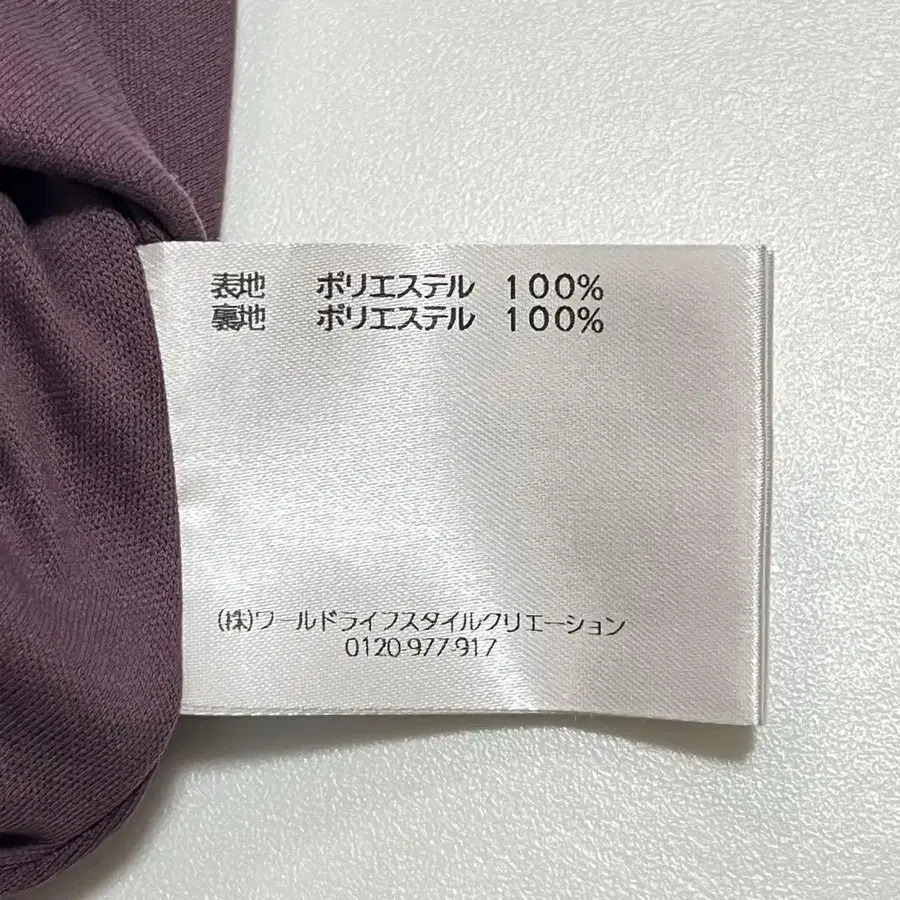 表地 ポリエステル 100%
裏地 ポリエステル 100%
(株)ワールドライフスタイルクリエーション
0120-977-917